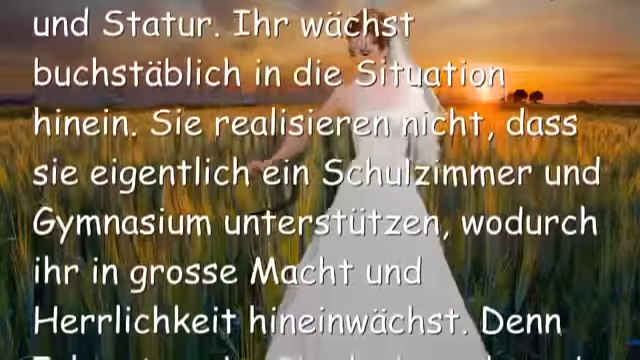 und Statur. Ihr wächst
buchstäblich in die Situation
hinein. Sie realisieren nicht, dass
sie eigentlich ein Schulzimmer und
Gymnasium unterstützen, wodurch
ihr in grosse Macht und
Herrlichkeit hineinwächst. Denn